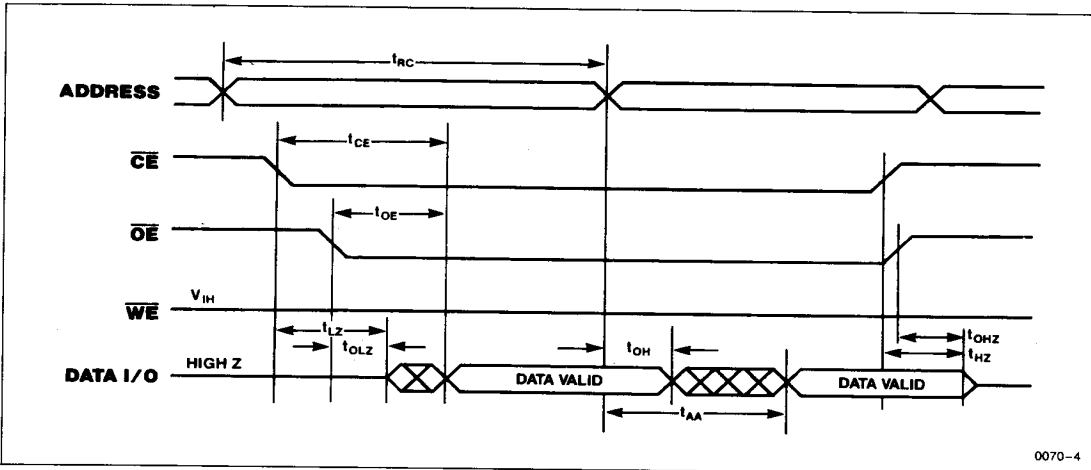 tRC
ADDRESS
tCE
CE
tOE
OE
VIH
WE
tLZ
tOHZ
tOLZ
tOH
tHZ
HIGH Z
DATA I/O
DATA VALID
DATA VALID
tAA
0070-4